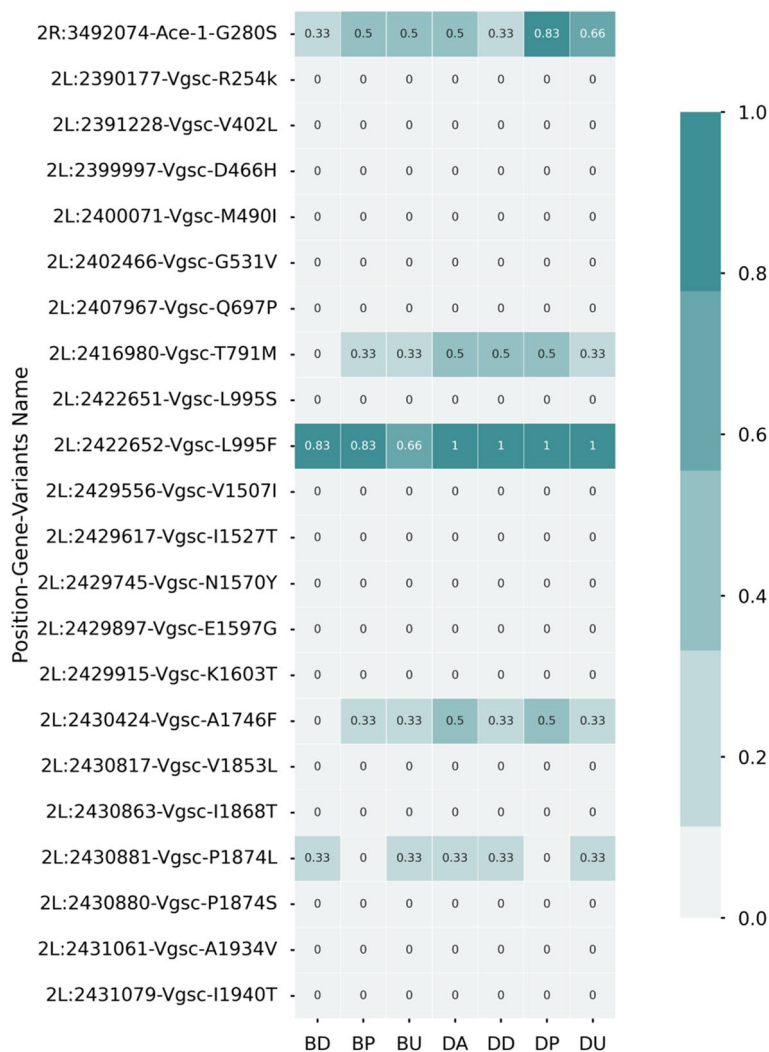 2R:3492074-Ace-1-G280S 0.33 0.5 0.5 0.5 0.33 0.83 0.66
2L:2390177-Vgsc-R254k 0 0 0 0 0 0 0
2L:2391228-Vgsc-V402L 0 0 0 0 0 0 0
2L:2399997-Vgsc-D466H 0 0 0 0 0 0 0
2L:2400071-Vgsc-M490I 0 0 0 0 0 0 0
2L:2402466-Vgsc-G531V 0 0 0 0 0 0 0
2L:2407967-Vgsc-Q697P 0 0 0 0 0 0 0
2L:2416980-Vgsc-T791M 0 0.33 0.33 0.5 0.5 0.5 0.33
2L:2422651-Vgsc-L995S 0 0 0 0 0 0 0
2L:2422652-Vgsc-L995F 0.83 0.83 0.66 1 1 1 1
2L:2429556-Vgsc-V1507I 0 0 0 0 0 0 0
2L:2429617-Vgsc-I1527T 0 0 0 0 0 0 0
2L:2429745-Vgsc-N1570Y 0 0 0 0 0 0 0
2L:2429897-Vgsc-E1597G 0 0 0 0 0 0 0
2L:2429915-Vgsc-K1603T 0 0 0 0 0 0 0
2L:2430424-Vgsc-A1746F 0 0.33 0.33 0.5 0.33 0.5 0.33
2L:2430817-Vgsc-V1853L 0 0 0 0 0 0 0
2L:2430863-Vgsc-I1868T 0 0 0 0 0 0 0
2L:2430881-Vgsc-P1874L 0.33 0 0.33 0.33 0.33 0 0.33
2L:2430880-Vgsc-P1874S 0 0 0 0 0 0 0
2L:2431061-Vgsc-A1934V 0 0 0 0 0 0 0
2L:2431079-Vgsc-I1940T 0 0 0 0 0 0 0
BD BP BU DA DD DP DU
Position-Gene-Variants Name
1.0
0.8
0.6
0.4
0.2
0.0